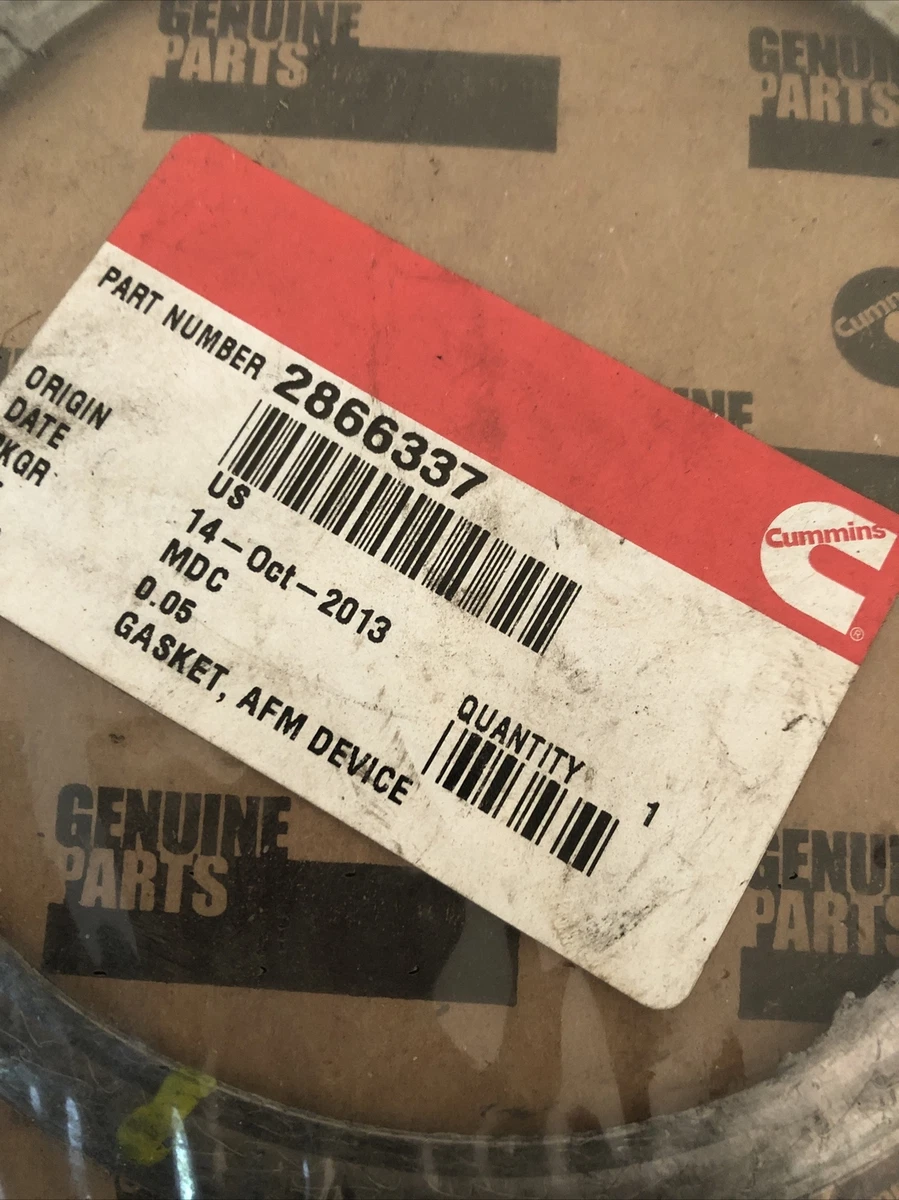 GENUINE
PARTS
GENUINE
PARTS
Cummins
PART NUMBER 2866337
ORIGIN US
DATE 14-Oct-2013
PKGR MDC
0.05
GASKET, AFM DEVICE
QUANTITY 1
Cummins
®
GENUINE
PARTS
GENUINE
PARTS